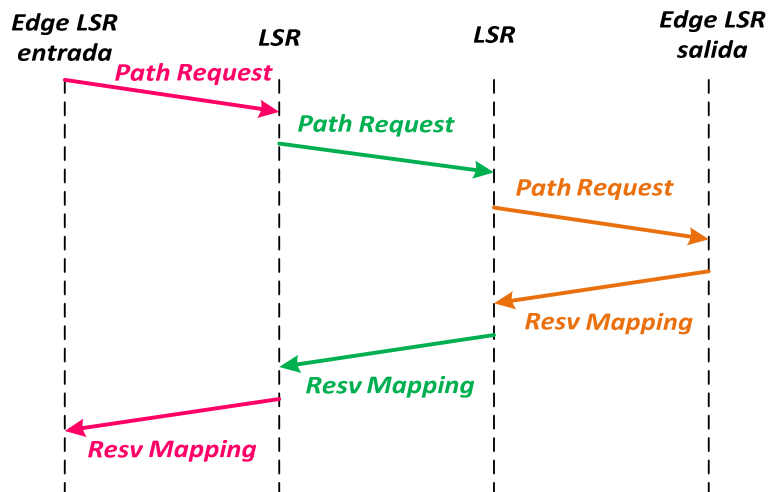 Edge LSR
entrada
LSR
LSR
Edge LSR
salida
Path Request
Path Request
Path Request
Resv Mapping
Resv Mapping
Resv Mapping